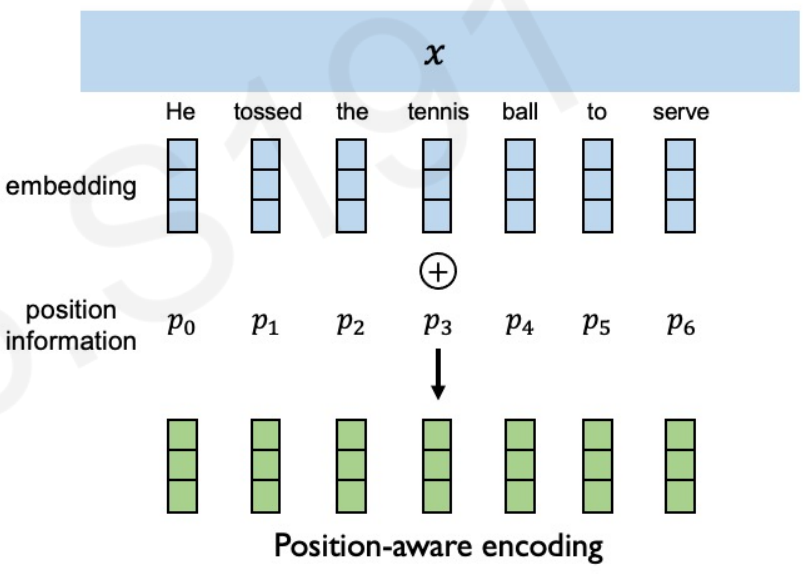 x
He tossed the tennis ball to serve
embedding
+
position
information
p₀ p₁ p₂ p₃ p₄ p₅ p₆
Position-aware encoding
S191